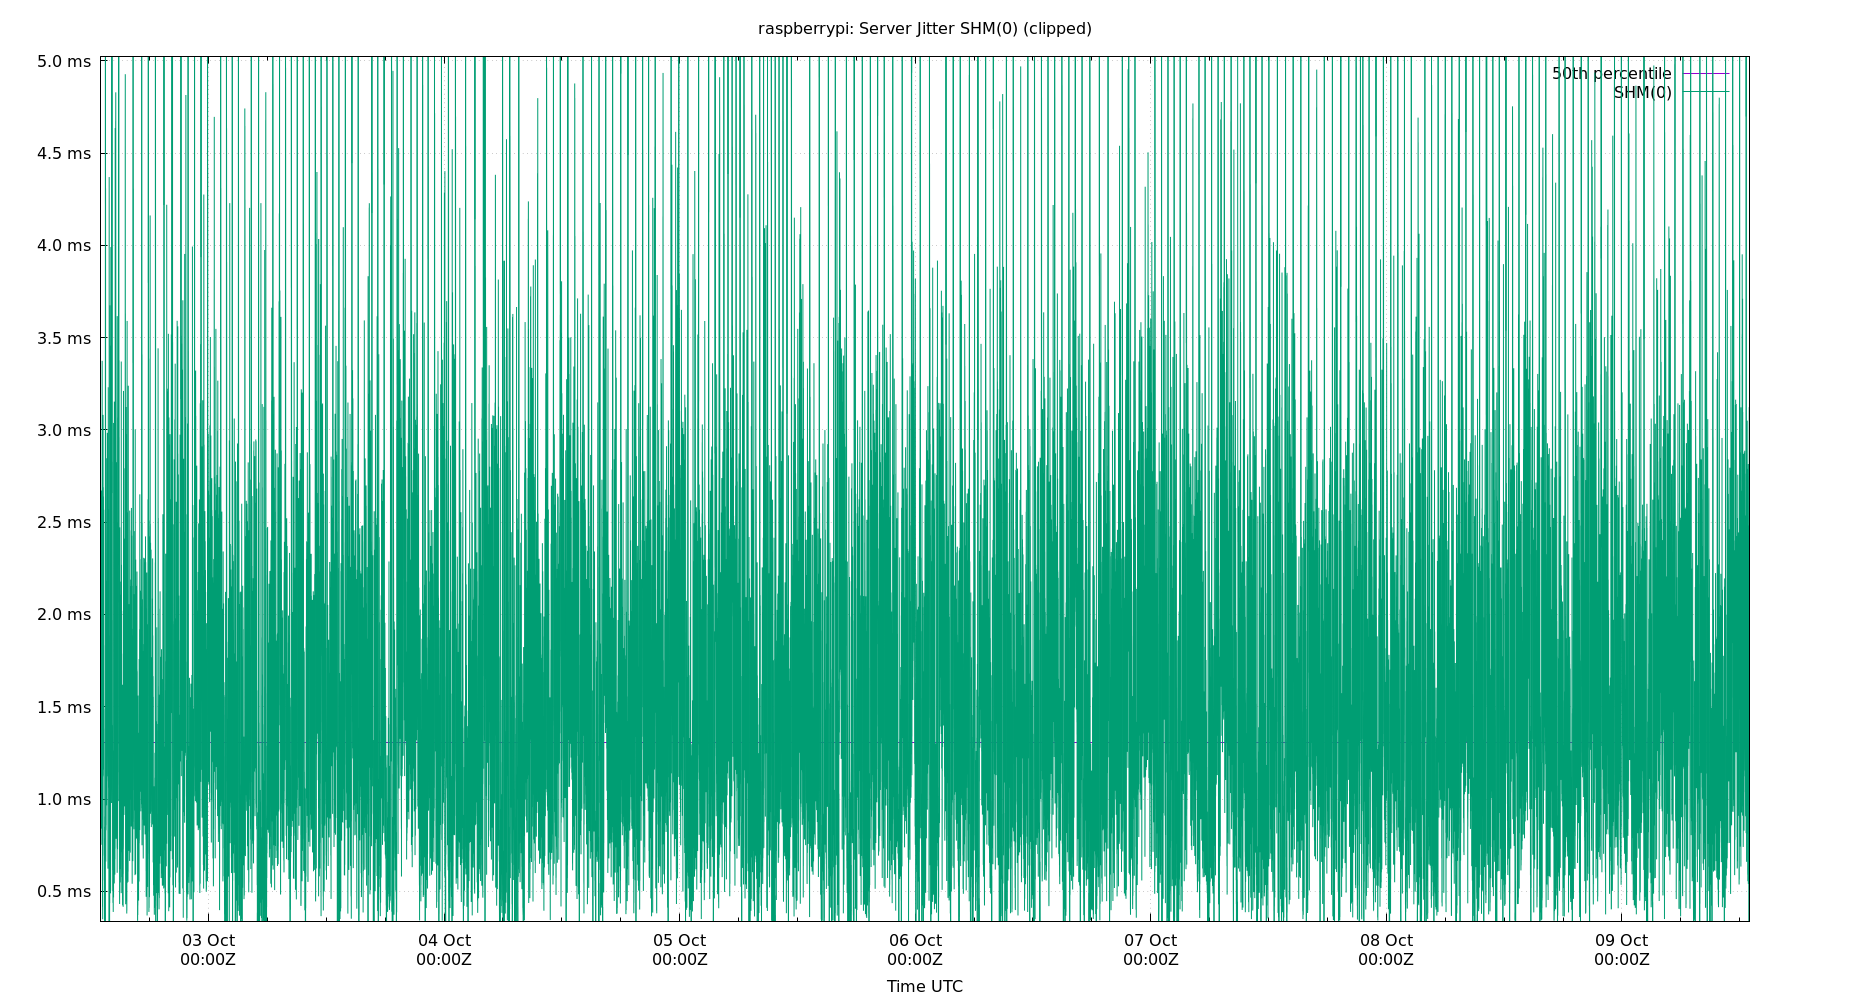 raspberrypi: Server Jitter SHM(0) (clipped)
5.0 ms
50th percentile
SHM(0)
4.5 ms
4.0 ms
3.5 ms
3.0 ms
2.5 ms
2.0 ms
1.5 ms
1.0 ms
0.5 ms
03 Oct 04 Oct 05 Oct 06 Oct 07 Oct 08 Oct 09 Oct
00:00Z 00:00Z 00:00Z 00:00Z 00:00Z 00:00Z 00:00Z
Time UTC